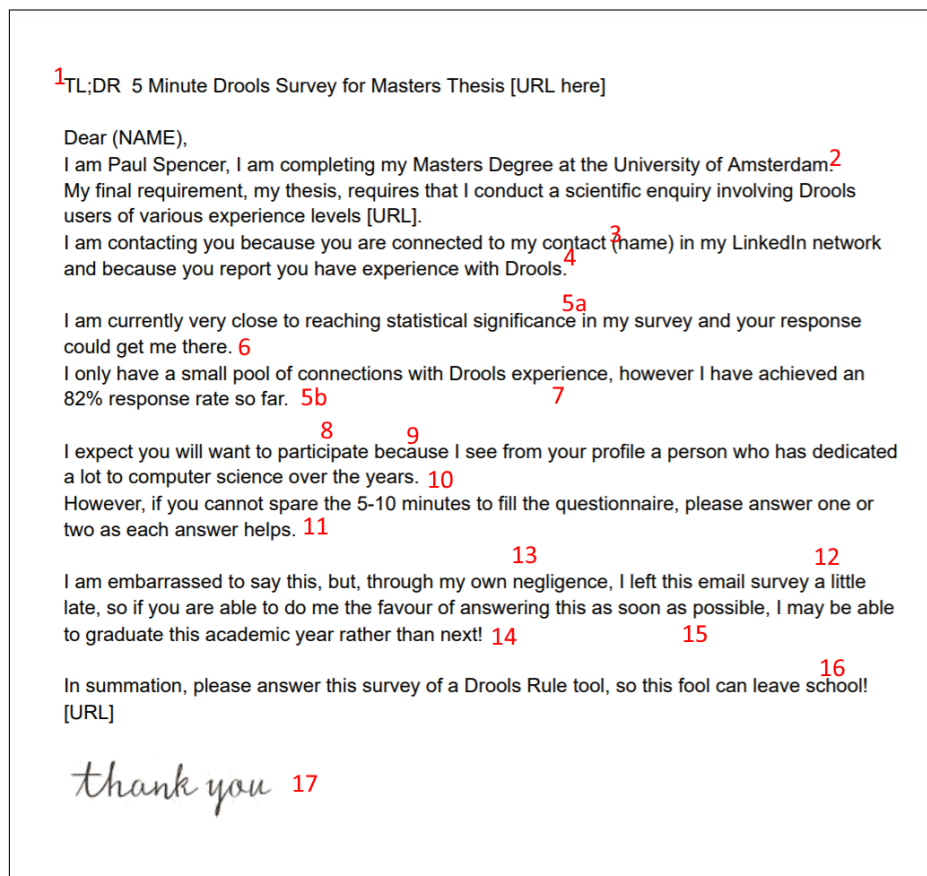 1TL;DR  5 Minute Drools Survey for Masters Thesis [URL here]
Dear (NAME),
I am Paul Spencer, I am completing my Masters Degree at the University of Amsterdam. 2
My final requirement, my thesis, requires that I conduct a scientific enquiry involving Drools
users of various experience levels [URL].
3
I am contacting you because you are connected to my contact (name) in my LinkedIn network
and because you report you have experience with Drools. 4
5a
I am currently very close to reaching statistical significance in my survey and your response
could get me there. 6
I only have a small pool of connections with Drools experience, however I have achieved an
82% response rate so far. 5b 7
8 9
I expect you will want to participate because I see from your profile a person who has dedicated
a lot to computer science over the years. 10
However, if you cannot spare the 5-10 minutes to fill the questionnaire, please answer one or
two as each answer helps. 11
13 12
I am embarrassed to say this, but, through my own negligence, I left this email survey a little
late, so if you are able to do me the favour of answering this as soon as possible, I may be able
to graduate this academic year rather than next! 14 15
16
In summation, please answer this survey of a Drools Rule tool, so this fool can leave school!
[URL]
thank you 17